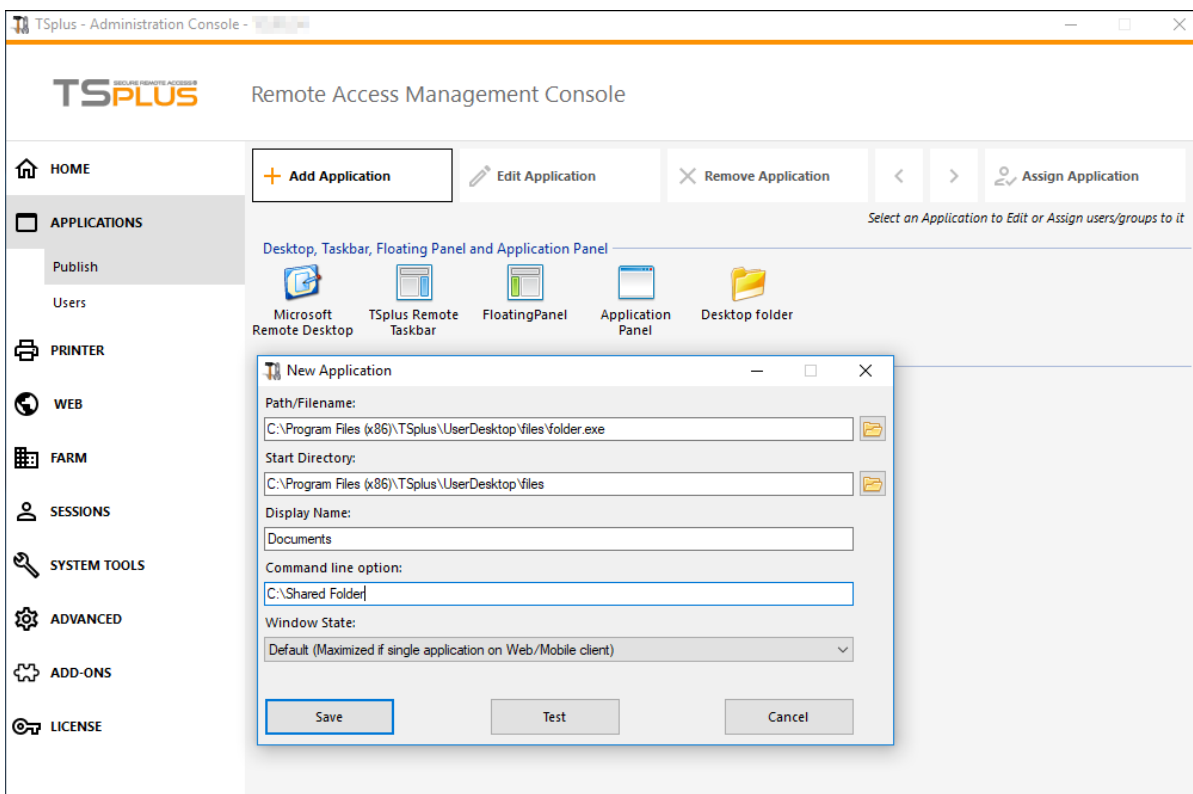 TSplus - Administration Console -
SECURE REMOTE ACCESS
TSPLUS
Remote Access Management Console
HOME
APPLICATIONS
Publish
Users
PRINTER
WEB
FARM
SESSIONS
SYSTEM TOOLS
ADVANCED
ADD-ONS
LICENSE
Add Application
Edit Application
Remove Application
Assign Application
Select an Application to Edit or Assign users/groups to it
Desktop, Taskbar, Floating Panel and Application Panel
Microsoft
Remote Desktop
TSplus Remote
Taskbar
FloatingPanel
Application
Panel
Desktop folder
New Application
Path/Filename:
C:\Program Files (x86)\TSplus\UserDesktop\files\folder.exe
Start Directory:
C:\Program Files (x86)\TSplus\UserDesktop\files
Display Name:
Documents
Command line option:
C:\Shared Folder
Window State:
Default (Maximized if single application on Web/Mobile client)
Save
Test
Cancel